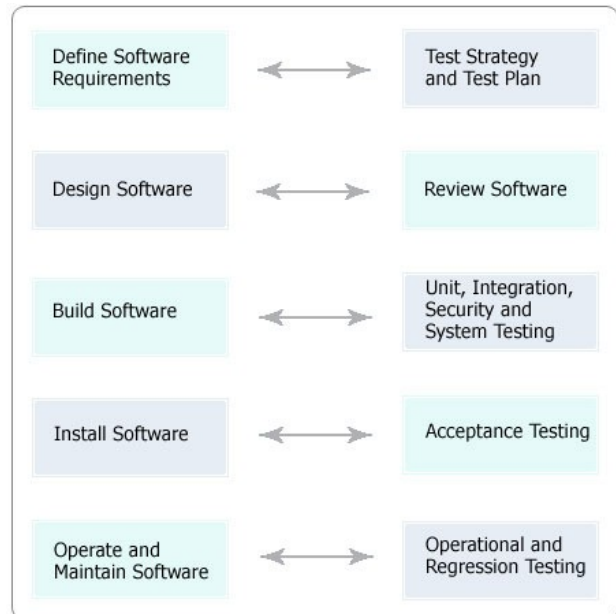 Define Software
Requirements
Test Strategy
and Test Plan
Design Software
Review Software
Build Software
Unit, Integration,
Security and
System Testing
Install Software
Acceptance Testing
Operate and
Maintain Software
Operational and
Regression Testing